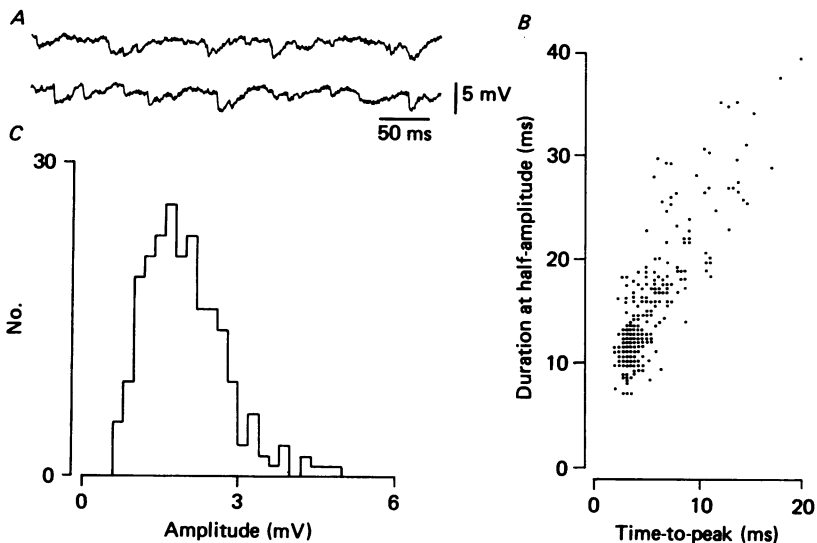 A
5 mV
50 ms
B
Duration at half-amplitude (ms)
40
30
20
10
0
0 10 20
Time-to-peak (ms)
C
No.
30
0
0 3 6
Amplitude (mV)